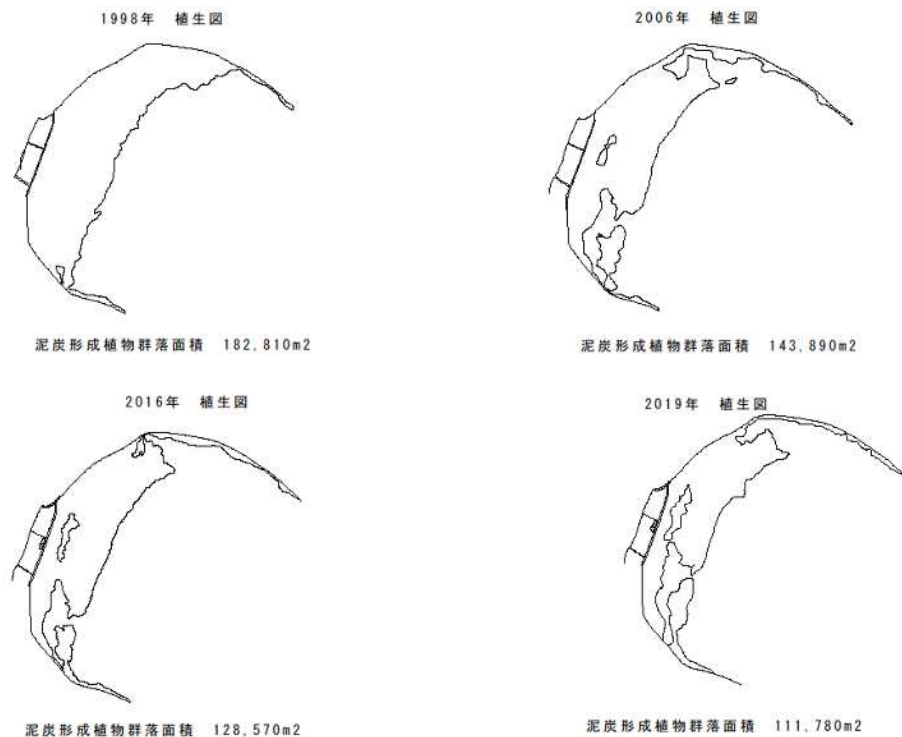 1998年 植生図
2006年 植生図
泥炭形成植物群落面積 182,810m2
泥炭形成植物群落面積 143,890m2
2016年 植生図
2019年 植生図
泥炭形成植物群落面積 128,570m2
泥炭形成植物群落面積 111,780m2